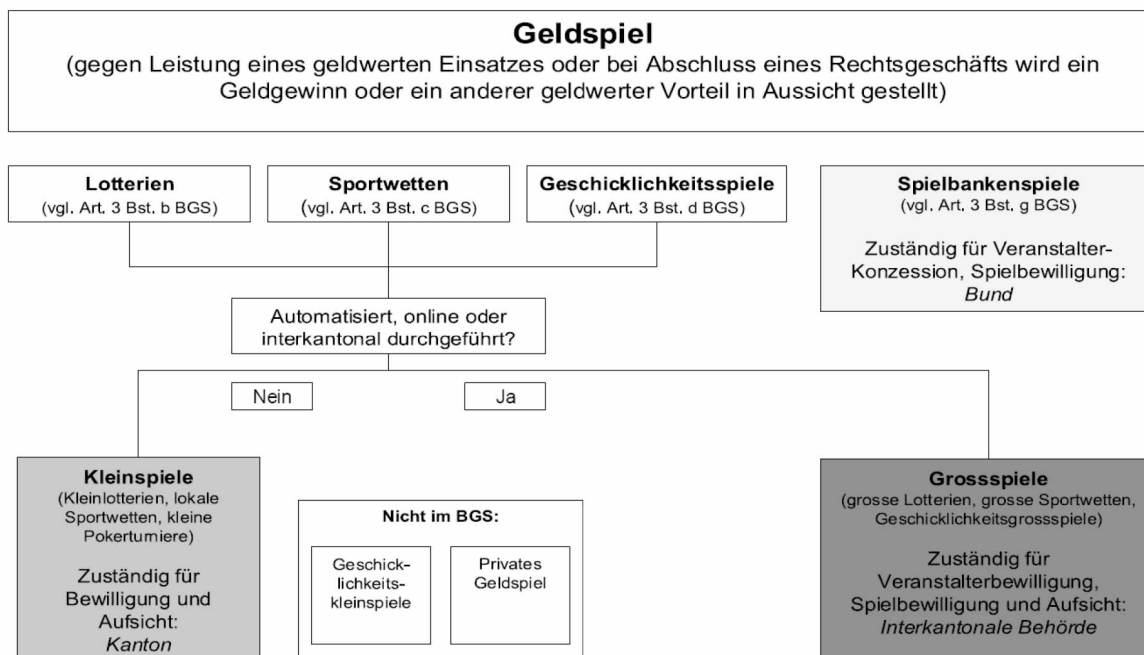 Geldspiel
(gegen Leistung eines geldwerten Einsatzes oder bei Abschluss eines Rechtsgeschäfts wird ein
Geldgewinn oder ein anderer geldwerter Vorteil in Aussicht gestellt)
Lotterien
(vgl. Art. 3 Bst. b BGS)
Sportwetten
(vgl. Art. 3 Bst. c BGS)
Geschicklichkeitsspiele
(vgl. Art. 3 Bst. d BGS)
Spielbankenspiele
(vgl. Art. 3 Bst. g BGS)
Zuständig für Veranstalter-
Konzession, Spielbewilligung:
Bund
Automatisiert, online oder
interkantonal durchgeführt?
Nein
Ja
Kleinspiele
(Kleinlotterien, lokale
Sportwetten, kleine
Pokerturniere)
Zuständig für
Bewilligung und
Aufsicht:
Kanton
Nicht im BGS:
Geschick-
lichkeits-
kleinspiele
Privates
Geldspiel
Grossspiele
(grosse Lotterien, grosse Sportwetten,
Geschicklichkeitsgrossspiele)
Zuständig für
Veranstalterbewilligung,
Spielbewilligung und Aufsicht:
Interkantonale Behörde